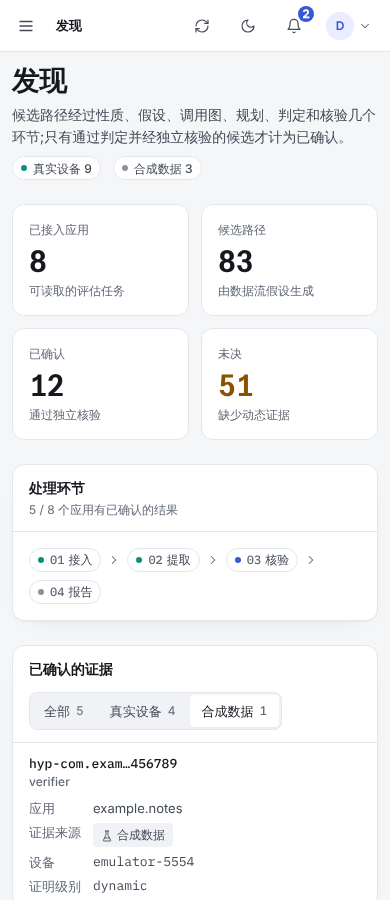 发现
2
D
发现
候选路径经过性质、假设、调用图、规划、判定和核验几个
环节;只有通过判定并经独立核验的候选才计为已确认。
真实设备 9
合成数据 3
已接入应用
8
可读取的评估任务
候选路径
83
由数据流假设生成
已确认
12
通过独立核验
未决
51
缺少动态证据
处理环节
5 / 8 个应用有已确认的结果
01 接入
02 提取
03 核验
04 报告
已确认的证据
全部 5
真实设备 4
合成数据 1
hyp-com.exam…456789
verifier
应用 example.notes
证据来源 合成数据
设备 emulator-5554
证明级别 dynamic